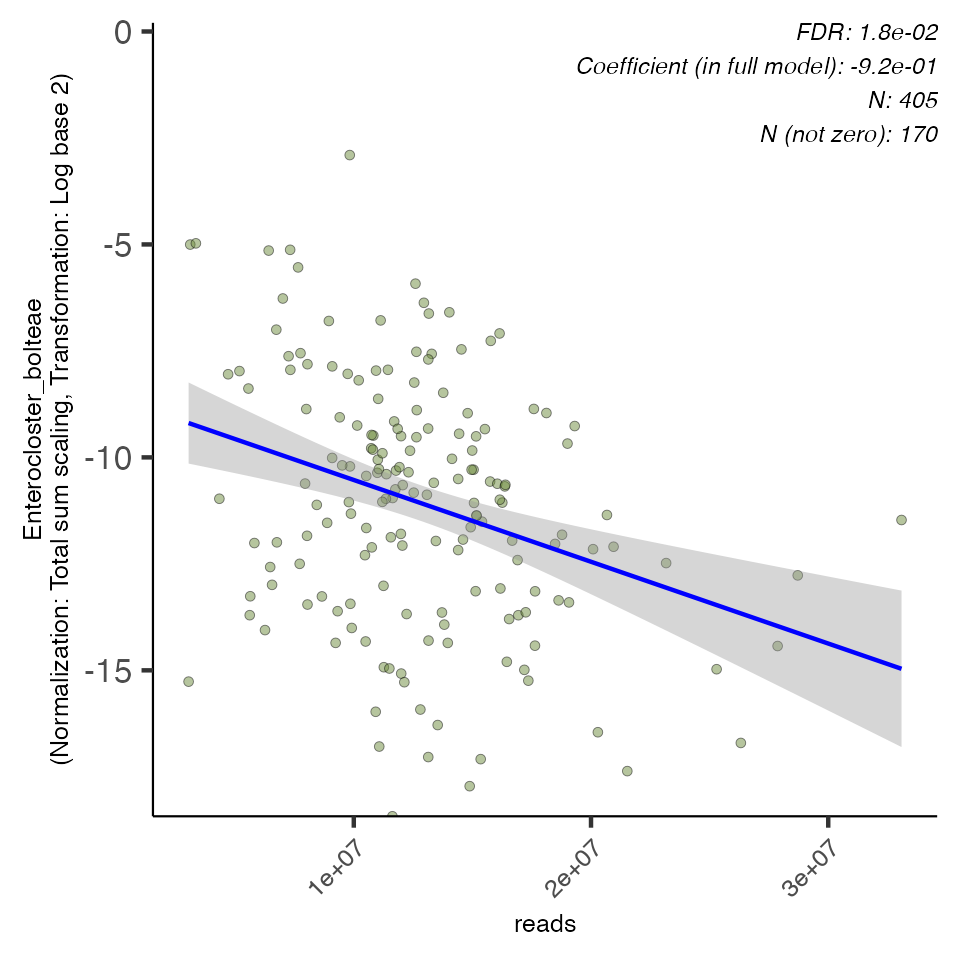 FDR: 1.8e-02
Coefficient (in full model): -9.2e-01
N: 405
N (not zero): 170
Enterocloster_bolteae
(Normalization: Total sum scaling, Transformation: Log base 2)
0
-5
-10
-15
1e+07
2e+07
3e+07
reads